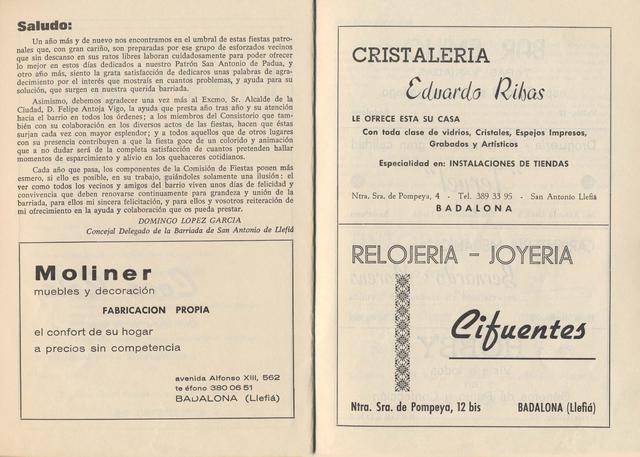 Saludo:
Un año más y de nuevo nos encontramos en el umbral de estas fiestas patro-
nales que, con gran cariño, son preparadas por ese grupo de esforzados vecinos
que sin descanso en sus ratos libres laboran cuidadosamente para poder ofrecer
lo mejor en estos días dedicados a nuestro Patrón San Antonio de Padua, y
otro año más, siento la grata satisfacción de dedicaros unas palabras de agra-
decimiento por el interés que mostrais en cuantos problemas, y ayuda para su
solución, que surgen en nuestra querida barriada.
Asimismo, debemos agradecer una vez más al Excmo, Sr. Alcalde de la
Ciudad, D. Felipe Antoja Vigo, la ayuda que presta año tras año y su atención
hacia el barrio en todos los órdenes; a los miembros del Consistorio que tam-
bién con su colaboración en los diversos actos de las fiestas, hacen que éstas
surjan cada vez con mayor esplendor; y a todos aquellos que de otros lugares
con su presencia contribuyen a que la fiesta goce de un colorido y animación
que a no dudar será de la completa satisfacción de cuantos pretenden hallar
momentos de esparcimiento y alivio en los quehaceres cotidianos.
Cada año que pasa, los componentes de la Comisión de Fiestas ponen más
esmero, si ello es posible, en su trabajo, guiándoles solamente una ilusión: el
ver como todos los vecinos y amigos del barrio viven unos días de felicidad y
convivencia que deben renovarse continuamente para grandeza y unión de la
barriada, para ellos mi sincera felicitación, y para ellos y vosotros reiteración de
mi ofrecimiento en la ayuda y colaboración que os pueda prestar.
DOMINGO LOPEZ GARCIA
Concejal Delegado de la Barriada de San Antonio de Llefiá
Moliner
muebles y decoración
FABRICACION PROPIA
el confort de su hogar
a precios sin competencia
avenida Alfonso XIII, 562
te éfono 380 06 51
BADALONA (Llefiá)
CRISTALERIA
Eduardo Ribas
LE OFRECE ESTA SU CASA
Con toda clase de vidrios, Cristales, Espejos Impresos,
Grabados y Artísticos
Especialidad en: INSTALACIONES DE TIENDAS
Ntra. Sra. de Pompeya, 4 - Tel. 389 33 95 - San Antonio Llefiá
BADALONA
RELOJERIA - JOYERIA
Cifuentes
Ntra. Sra. de Pompeya, 12 bis BADALONA (Llefiá)